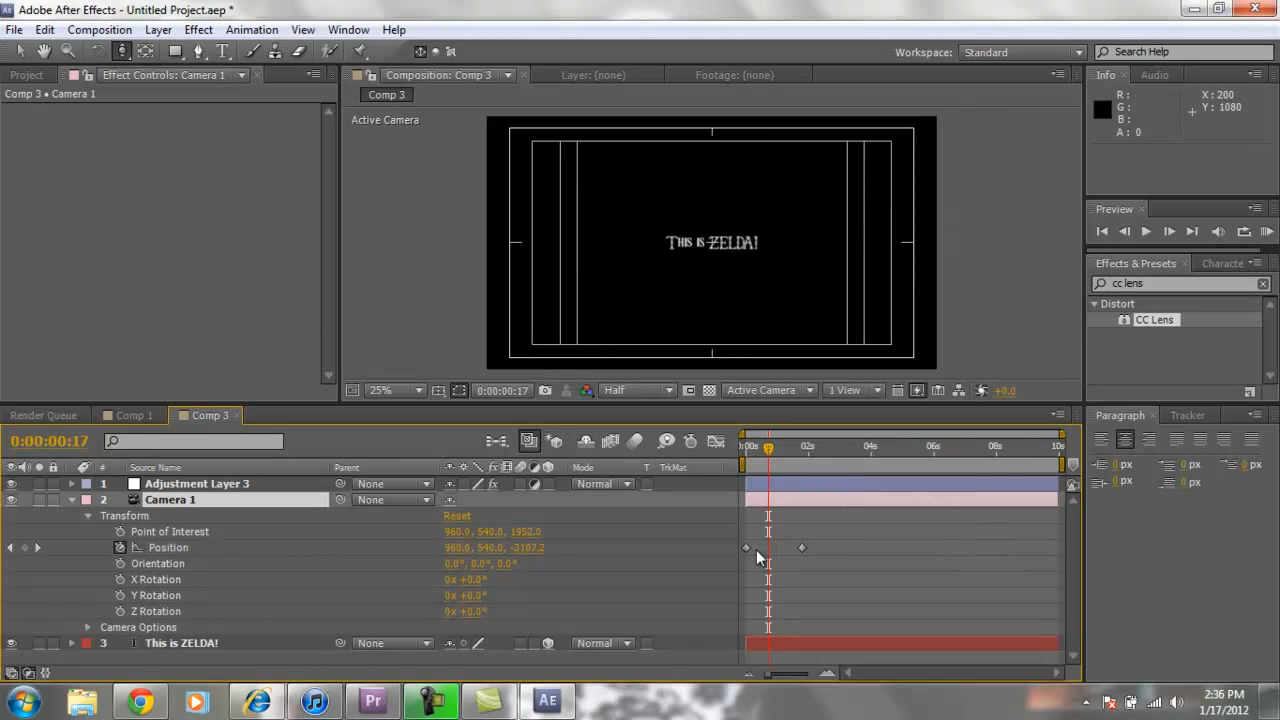 Adobe After Effects - Untitled Project.aep *
File Edit Composition Layer Effect Animation View Window Help
Workspace: Standard Search Help
Project Effect Controls: Camera 1 Composition: Comp 3 Layer: (none) Footage: (none) Info Audio
Comp 3 • Camera 1 Comp 3
Active Camera
R :
G :
B :
A : 0
X : 200
Y : 1080
THIS IS ZELDA!
Preview
Effects & Presets Characte
cc lens
Distort
CC Lens
25% 0:00:00:17 Half Active Camera 1 View +0.0
Render Queue Comp 1 Comp 3 Paragraph Tracker
0:00:00:17
0:00s 02s 04s 06s 08s 10s
# Source Name Parent Mode T TrkMat
1 Adjustment Layer 3 None Normal
2 Camera 1 None
Transform Reset
Point of Interest 960.0, 540.0, 1952.0
Position 960.0, 540.0, -3107.2
Orientation 0.0°, 0.0°, 0.0°
X Rotation 0x +0.0°
Y Rotation 0x +0.0°
Z Rotation 0x +0.0°
Camera Options
3 T This is ZELDA! None Normal
0 px 0 px 0 px
0 px 0 px
Pr Ae
2:36 PM
1/17/2012